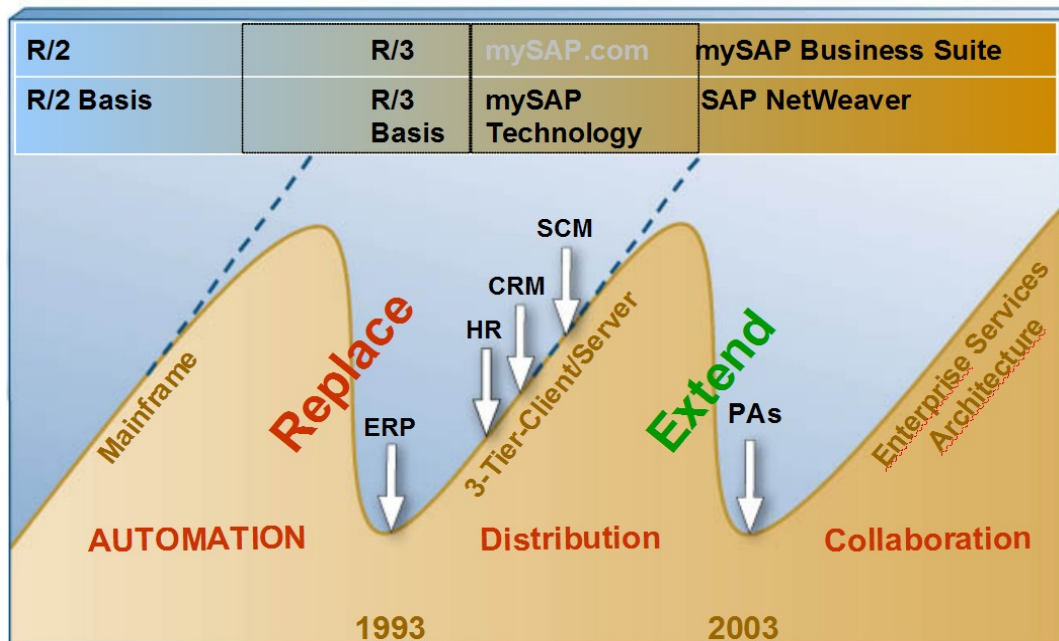 R/2
R/3
mySAP.com
mySAP Business Suite
R/2 Basis
R/3
Basis
mySAP
Technology
SAP NetWeaver
SCM
CRM
HR
ERP
PAs
Mainframe
Replace
3-Tier-Client/Server
Extend
Enterprise Services
Architecture
AUTOMATION
Distribution
Collaboration
1993
2003